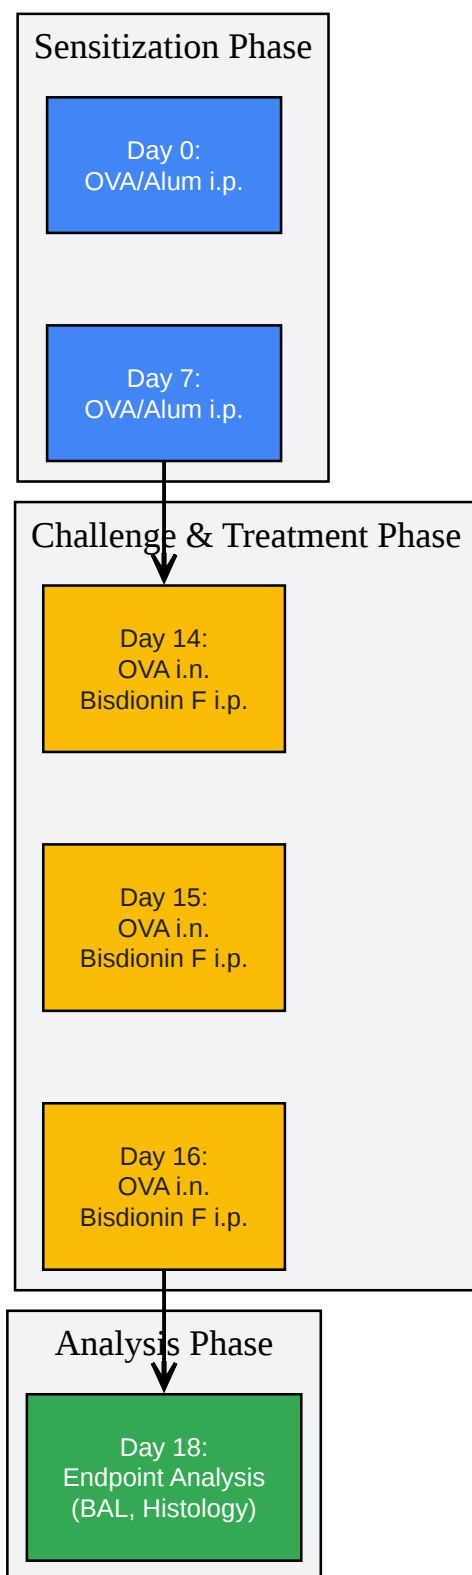 Sensitization Phase
Day 0:
OVA/Alum i.p.
Day 7:
OVA/Alum i.p.
Challenge & Treatment Phase
Day 14:
OVA i.n.
Bisdionin F i.p.
Day 15:
OVA i.n.
Bisdionin F i.p.
Day 16:
OVA i.n.
Bisdionin F i.p.
Analysis Phase
Day 18:
Endpoint Analysis
(BAL, Histology)